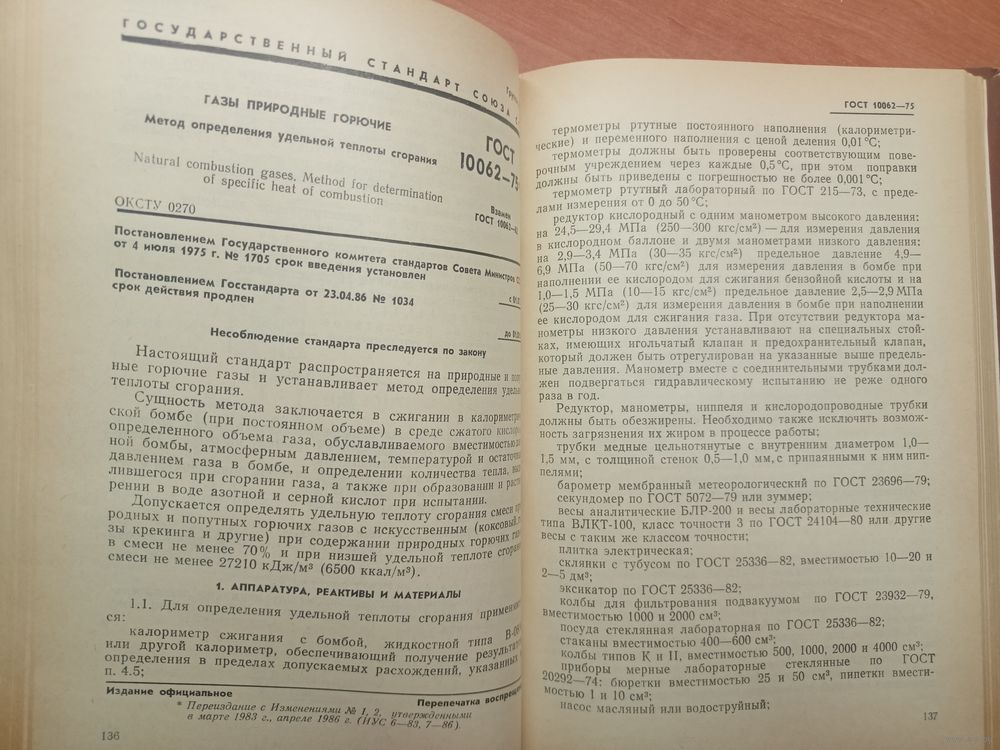 ГОСУДАРСТВЕННЫЙ СТАНДАРТ СОЮЗА
ГАЗЫ ПРИРОДНЫЕ ГОРЮЧИЕ
Метод определения удельной теплоты сгорания
Natural combustion gases. Method for determination
of specific heat of combustion
ОКСТУ 0270
ГОСТ
10062—75
Взамен
ГОСТ
Постановлением Государственного комитета стандартов Совета Министров
от 4 июля 1975 г. № 1705 срок введения установлен
Постановлением Госстандарта от 23.04.86 № 1034
срок действия продлен
с
до
Несоблюдение стандарта преследуется по закону
Настоящий стандарт распространяется на природные и
ные горючие газы и устанавливает метод определения
теплоты сгорания.
Сущность метода заключается в сжигании в
ской бомбе (при постоянном объеме) в среде сжатого
определенного объема газа, обуславливаемого вместимостью
ной бомбы, атмосферным давлением, температурой и
давлением газа в бомбе, и определении количества тепла,
лившегося при сгорании газа, а также при образовании и
рении в воде азотной и серной кислот при испытании.
Допускается определять удельную теплоту сгорания смеси
родных и попутных горючих газов с искусственным (коксовый,
зы крекинга и другие) при содержании природных горючих
в смеси не менее 70% и при низшей удельной теплоте
смеси не менее 27210 кДж/м³ (6500 ккал/м³).
1. АППАРАТУРА, РЕАКТИВЫ И МАТЕРИАЛЫ
1.1. Для определения удельной теплоты сгорания
ся:
калориметр сжигания с бомбой, жидкостной типа
или другой калориметр, обеспечивающий получение
определения в пределах допускаемых расхождений, указанных
п. 4.5;
Издание официальное
Перепечатка
* Переиздание с Изменениями № 1, 2, утвержденными
в марте 1983 г., апреле 1986 г. (ИУС 6—83, 7—86).
136
ГОСТ 10062—75
термометры ртутные постоянного наполнения (калориметри-
ческие) и переменного наполнения с ценой деления 0,01 °С;
термометры должны быть проверены соответствующим пове-
рочным учреждением через каждые 0,5 °С, при этом поправки
должны быть приведены с погрешностью не более 0,001 °С;
термометр ртутный лабораторный по ГОСТ 215—73, с преде-
лами измерения от 0 до 50 °С;
редуктор кислородный с одним манометром высокого давления:
на 24,5—29,4 МПа (250—300 кгс/см²) — для измерения давления
в кислородном баллоне и двумя манометрами низкого давления:
на 2,9—3,4 МПа (30—35 кгс/см²) предельное давление 4,9—
6,9 МПа (50—70 кгс/см²) для измерения давления в бомбе при
наполнении ее кислородом для сжигания бензойной кислоты и на
1,0—1,5 МПа (10—15 кгс/см²) предельное давление 2,5—2,9 МПа
(25—30 кгс/см²) для измерения давления в бомбе при наполнении
ее кислородом для сжигания газа. При отсутствии редуктора ма-
нометры низкого давления устанавливают на специальных стой-
ках, имеющих игольчатый клапан и предохранительный клапан,
который должен быть отрегулирован на указанные выше предель-
ные давления. Манометр вместе с соединительными трубками дол-
жен подвергаться гидравлическому испытанию не реже одного
раза в год.
Редуктор, манометры, ниппеля и кислородопроводные трубки
должны быть обезжирены. Необходимо также исключить возмож-
ность загрязнения их жиром в процессе работы;
трубки медные цельнотянутые с внутренним диаметром 1,0—
1,5 мм, с толщиной стенок 0,5—1,0 мм, с припаянными к ним нип-
пелями;
барометр мембранный метеорологический по ГОСТ 23696—79;
секундомер по ГОСТ 5072—79 или зуммер;
весы аналитические БЛР-200 и весы лабораторные технические
типа ВЛКТ-100, класс точности 3 по ГОСТ 24104—80 или другие
весы с таким же классом точности;
плитка электрическая;
склянки с тубусом по ГОСТ 25336—82, вместимостью 10—20 и
2—5 дм³;
эксикатор по ГОСТ 25336—82;
колбы для фильтрования подвакуумом по ГОСТ 23932—79,
вместимостью 1000 и 2000 см³;
посуда стеклянная лабораторная по ГОСТ 25336—82;
стаканы вместимостью 400—600 см³;
колбы типов К и П, вместимостью 500, 1000, 2000 и 4000 см³;
приборы мерные лабораторные стеклянные по ГОСТ
20292—74: бюретки вместимостью 25 и 50 см³, пипетки вмести-
мостью 1 и 10 см³;
насос масляный или водоструйный;
137